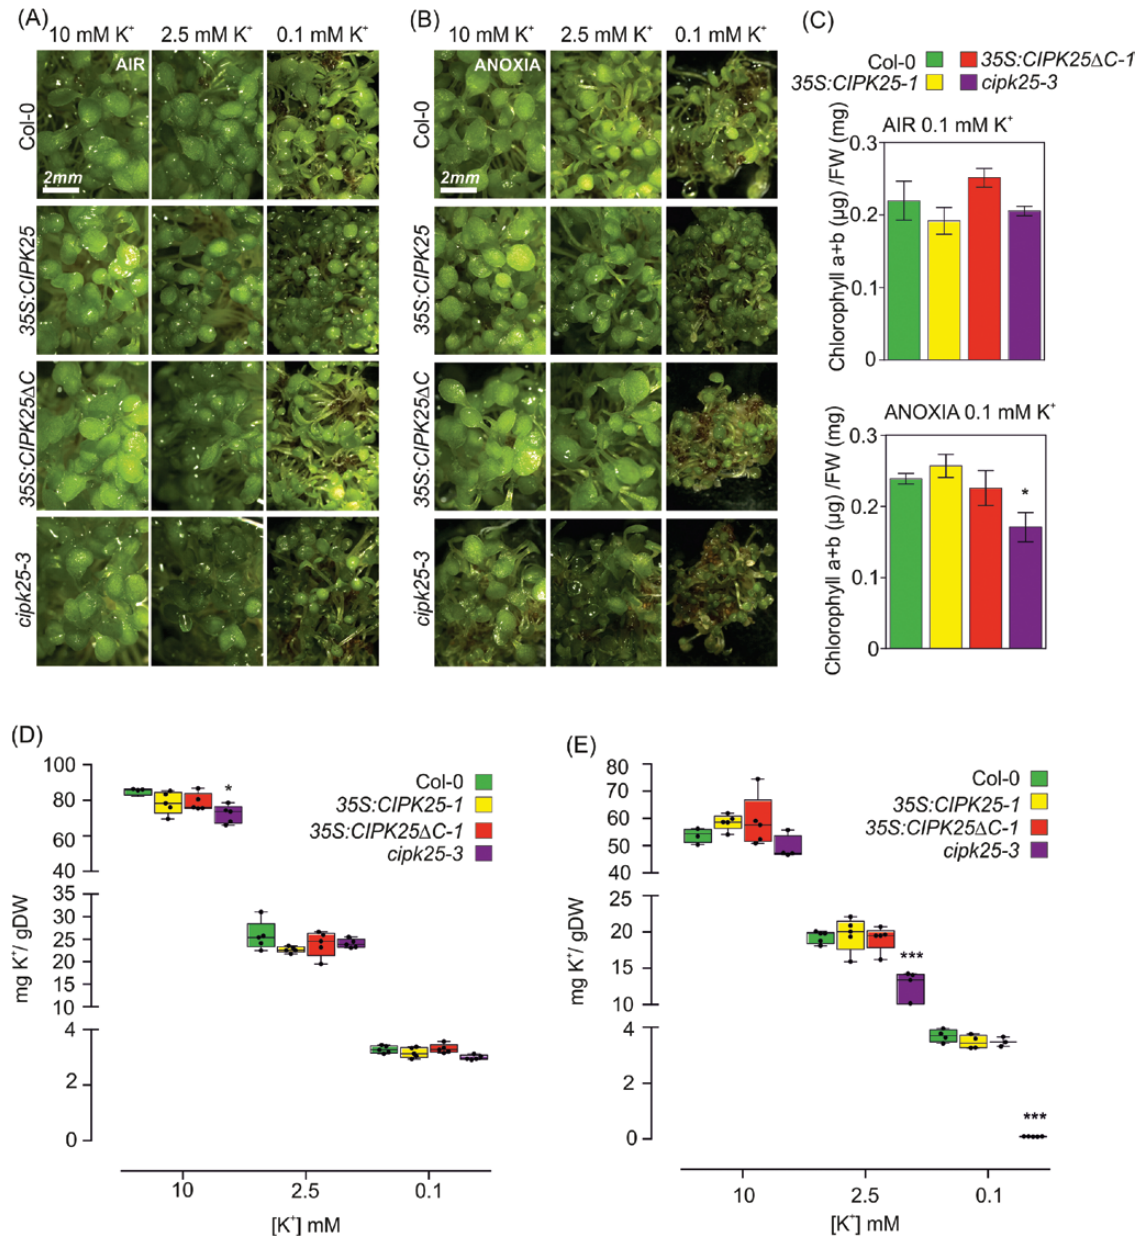 (A)
10 mM K⁺ 2.5 mM K⁺ 0.1 mM K⁺
AIR
Col-0
2mm
35S:CIPK25
35S:CIPK25ΔC
cipk25-3
(B)
10 mM K⁺ 2.5 mM K⁺ 0.1 mM K⁺
ANOXIA
Col-0
2mm
35S:CIPK25
35S:CIPK25ΔC
cipk25-3
(C)
Col-0 35S:CIPK25ΔC-1
35S:CIPK25-1 cipk25-3
AIR 0.1 mM K⁺
Chlorophyll a+b (µg) /FW (mg)
0.3
0.2
0.1
0
ANOXIA 0.1 mM K⁺
Chlorophyll a+b (µg) /FW (mg)
0.3
0.2
0.1
0
*
(D)
mg K⁺/ gDW
100
80
60
40
35
30
25
20
15
10
4
2
0
*
Col-0
35S:CIPK25-1
35S:CIPK25ΔC-1
cipk25-3
10 2.5 0.1
[K⁺] mM
(E)
mg K⁺/ gDW
80
70
60
50
40
25
20
15
10
4
2
0
***
***
Col-0
35S:CIPK25-1
35S:CIPK25ΔC-1
cipk25-3
10 2.5 0.1
[K⁺] mM